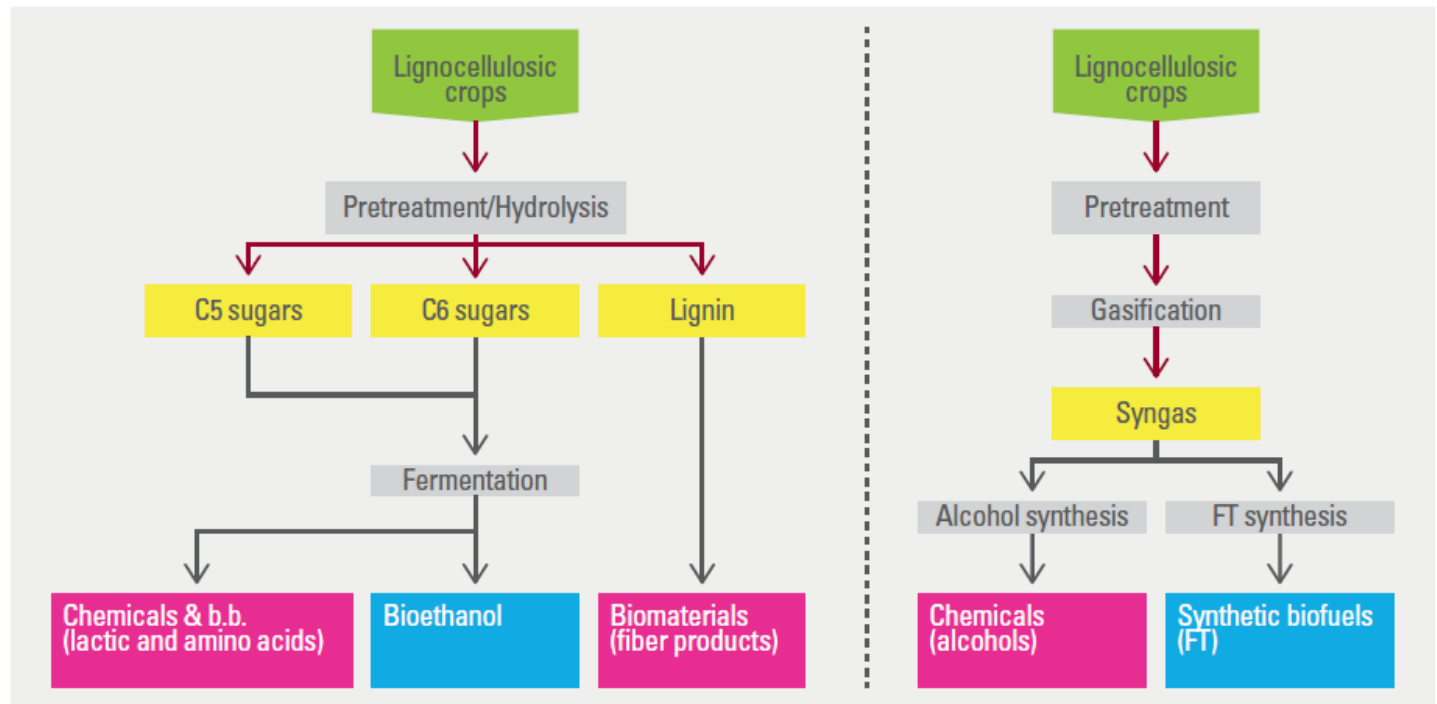 Lignocellulosic
crops
Pretreatment/Hydrolysis
C5 sugars
C6 sugars
Lignin
Fermentation
Chemicals & b.b.
(lactic and amino acids)
Bioethanol
Biomaterials
(fiber products)
Lignocellulosic
crops
Pretreatment
Gasification
Syngas
Alcohol synthesis
FT synthesis
Chemicals
(alcohols)
Synthetic biofuels
(FT)